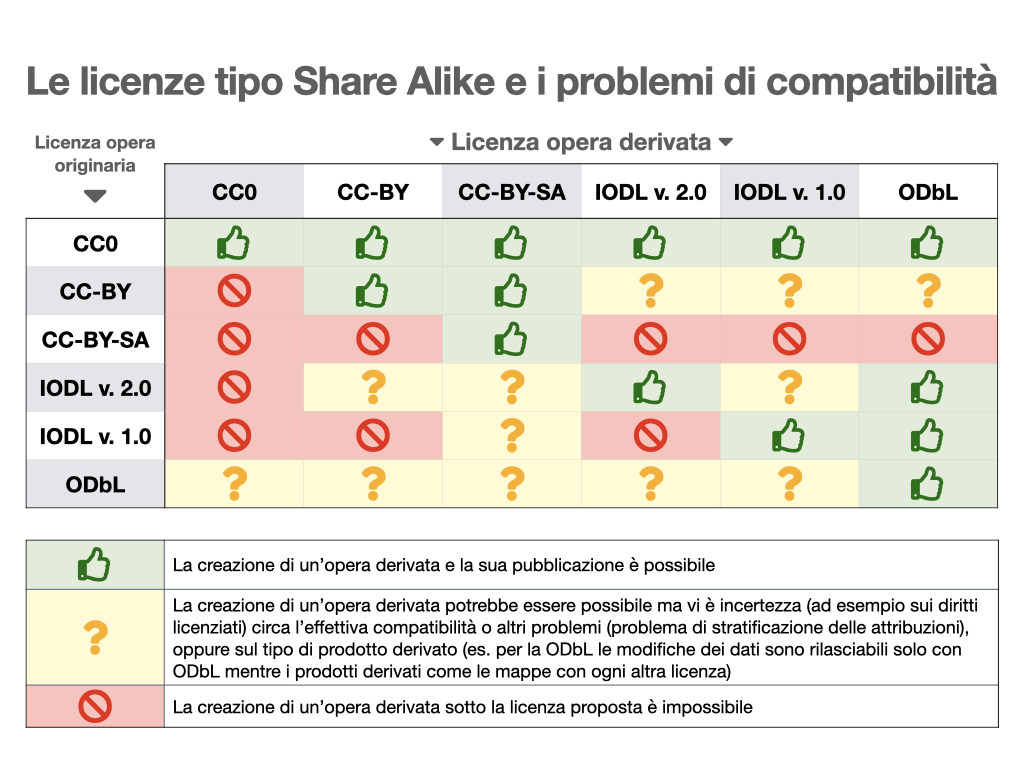 Le licenze tipo Share Alike e i problemi di compatibilità
Licenza opera
originaria
Licenza opera derivata
CC0 CC-BY CC-BY-SA IODL v. 2.0 IODL v. 1.0 ODbL
CC0
CC-BY ? ? ?
CC-BY-SA
IODL v. 2.0 ? ? ?
IODL v. 1.0 ?
ODbL ? ? ? ? ?
La creazione di un’opera derivata e la sua pubblicazione è possibile
?
La creazione di un’opera derivata potrebbe essere possibile ma vi è incertezza (ad esempio sui diritti
licenziati) circa l’effettiva compatibilità o altri problemi (problema di stratificazione delle attribuzioni),
oppure sul tipo di prodotto derivato (es. per la ODbL le modifiche dei dati sono rilasciabili solo con
ODbL mentre i prodotti derivati come le mappe con ogni altra licenza)
La creazione di un’opera derivata sotto la licenza proposta è impossibile